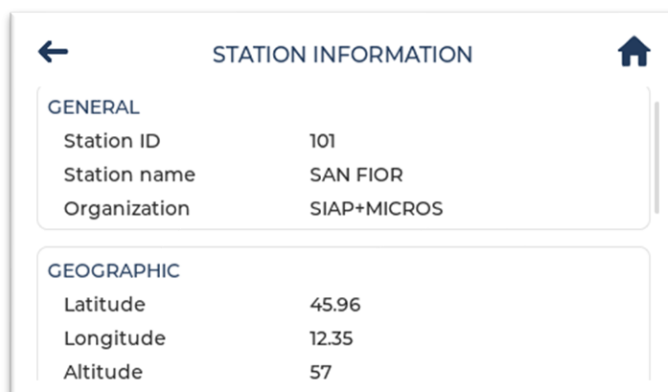 STATION INFORMATION
GENERAL
Station ID 101
Station name SAN FIOR
Organization SIAP+MICROS
GEOGRAPHIC
Latitude 45.96
Longitude 12.35
Altitude 57